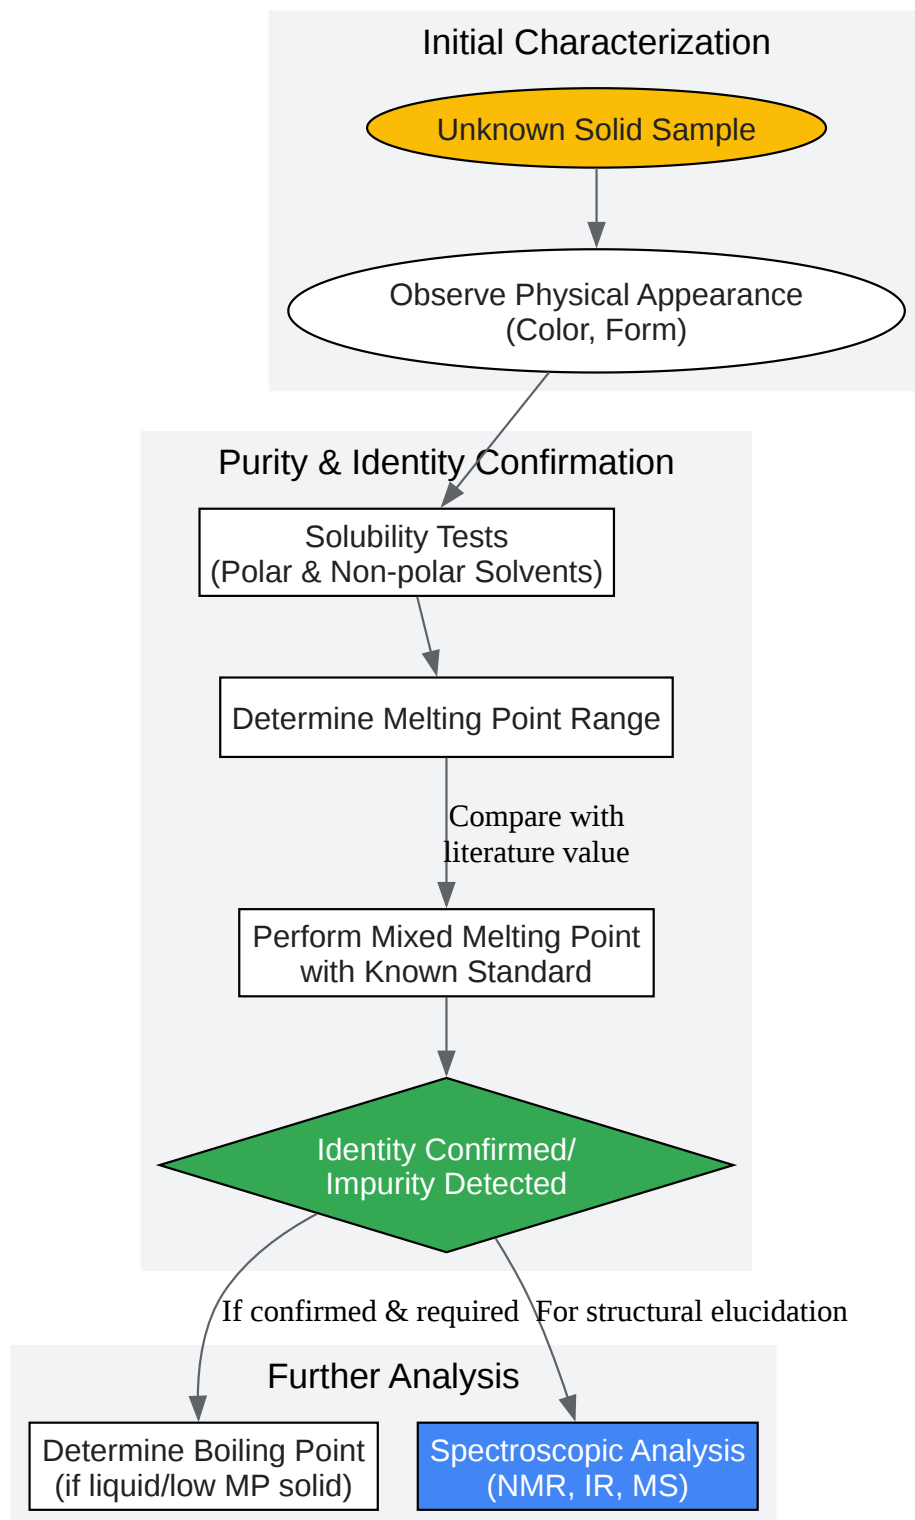 Initial Characterization
Unknown Solid Sample
Observe Physical Appearance
(Color, Form)
Purity & Identity Confirmation
Solubility Tests
(Polar & Non-polar Solvents)
Determine Melting Point Range
Compare with
literature value
Perform Mixed Melting Point
with Known Standard
Identity Confirmed/
Impurity Detected
If confirmed & required
For structural elucidation
Further Analysis
Determine Boiling Point
(if liquid/low MP solid)
Spectroscopic Analysis
(NMR, IR, MS)